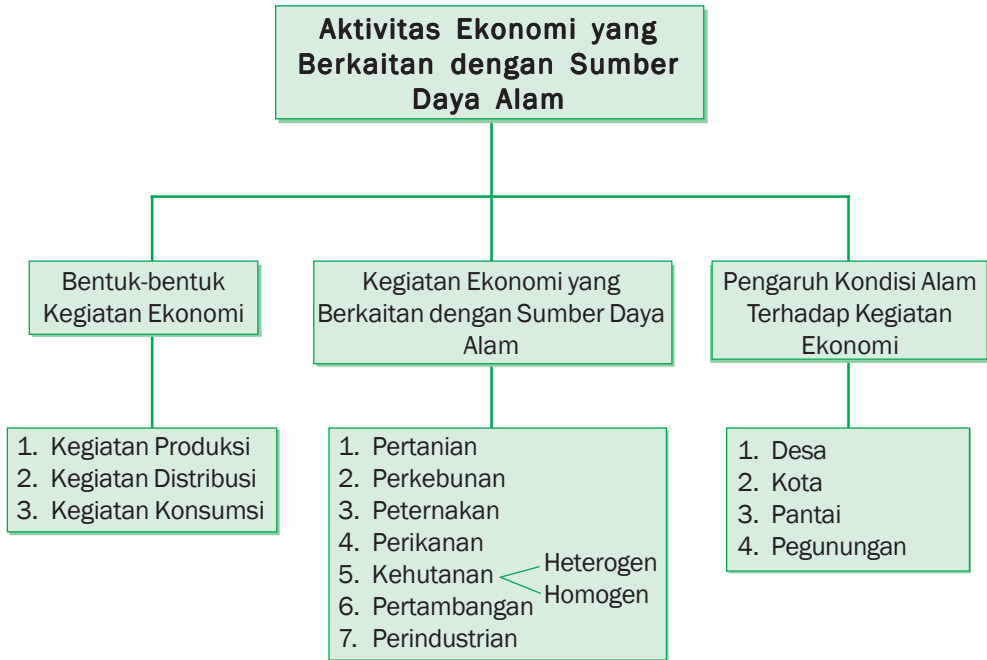 Aktivitas Ekonomi yang
Berkaitan dengan Sumber
Daya Alam
Bentuk-bentuk
Kegiatan Ekonomi
Kegiatan Ekonomi yang
Berkaitan dengan Sumber Daya
Alam
Pengaruh Kondisi Alam
Terhadap Kegiatan
Ekonomi
1. Kegiatan Produksi
2. Kegiatan Distribusi
3. Kegiatan Konsumsi
1. Pertanian
2. Perkebunan
3. Peternakan
4. Perikanan
5. Kehutanan
Heterogen
Homogen
6. Pertambangan
7. Perindustrian
1. Desa
2. Kota
3. Pantai
4. Pegunungan